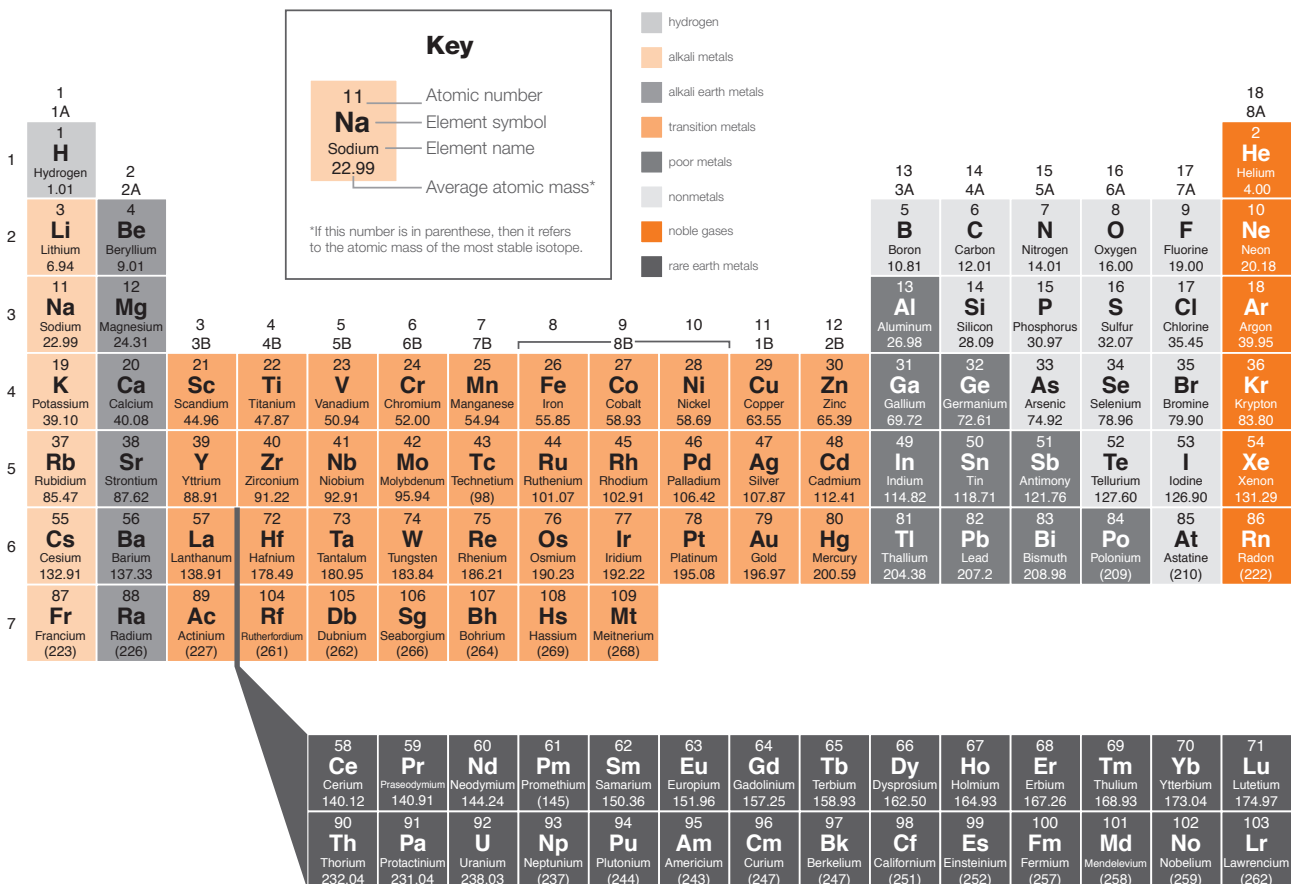 Key
11
Na
Sodium
22.99
Atomic number
Element symbol
Element name
Average atomic mass*
*If this number is in parenthese, then it refers
to the atomic mass of the most stable isotope.
hydrogen
alkali metals
alkali earth metals
transition metals
poor metals
nonmetals
noble gases
rare earth metals
1 18
1A 8A
2 13 14 15 16 17
2A 3A 4A 5A 6A 7A
3 4 5 6 7 8 9 10 11 12
3B 4B 5B 6B 7B 8B 1B 2B
1
1 2
H He
Hydrogen Helium
1.01 4.00
2
3 4 5 6 7 8 9 10
Li Be B C N O F Ne
Lithium Beryllium Boron Carbon Nitrogen Oxygen Fluorine Neon
6.94 9.01 10.81 12.01 14.01 16.00 19.00 20.18
3
11 12 13 14 15 16 17 18
Na Mg Al Si P S Cl Ar
Sodium Magnesium Aluminum Silicon Phosphorus Sulfur Chlorine Argon
22.99 24.31 26.98 28.09 30.97 32.07 35.45 39.95
4
19 20 21 22 23 24 25 26 27 28 29 30 31 32 33 34 35 36
K Ca Sc Ti V Cr Mn Fe Co Ni Cu Zn Ga Ge As Se Br Kr
Potassium Calcium Scandium Titanium Vanadium Chromium Manganese Iron Cobalt Nickel Copper Zinc Gallium Germanium Arsenic Selenium Bromine Krypton
39.10 40.08 44.96 47.87 50.94 52.00 54.94 55.85 58.93 58.69 63.55 65.39 69.72 72.61 74.92 78.96 79.90 83.80
5
37 38 39 40 41 42 43 44 45 46 47 48 49 50 51 52 53 54
Rb Sr Y Zr Nb Mo Tc Ru Rh Pd Ag Cd In Sn Sb Te I Xe
Rubidium Strontium Yttrium Zirconium Niobium Molybdenum Technetium Ruthenium Rhodium Palladium Silver Cadmium Indium Tin Antimony Tellurium Iodine Xenon
85.47 87.62 88.91 91.22 92.91 95.94 (98) 101.07 102.91 106.42 107.87 112.41 114.82 118.71 121.76 127.60 126.90 131.29
6
55 56 57 72 73 74 75 76 77 78 79 80 81 82 83 84 85 86
Cs Ba La Hf Ta W Re Os Ir Pt Au Hg Tl Pb Bi Po At Rn
Cesium Barium Lanthanum Hafnium Tantalum Tungsten Rhenium Osmium Iridium Platinum Gold Mercury Thallium Lead Bismuth Polonium Astatine Radon
132.91 137.33 138.91 178.49 180.95 183.84 186.21 190.23 192.22 195.08 196.97 200.59 204.38 207.2 208.98 (209) (210) (222)
7
87 88 89 104 105 106 107 108 109
Fr Ra Ac Rf Db Sg Bh Hs Mt
Francium Radium Actinium Rutherfordium Dubnium Seaborgium Bohrium Hassium Meitnerium
(223) (226) (227) (261) (262) (266) (264) (269) (268)
58 59 60 61 62 63 64 65 66 67 68 69 70 71
Ce Pr Nd Pm Sm Eu Gd Tb Dy Ho Er Tm Yb Lu
Cerium Praseodymium Neodymium Promethium Samarium Europium Gadolinium Terbium Dysprosium Holmium Erbium Thulium Ytterbium Lutetium
140.12 140.91 144.24 (145) 150.36 151.96 157.25 158.93 162.50 164.93 167.26 168.93 173.04 174.97
90 91 92 93 94 95 96 97 98 99 100 101 102 103
Th Pa U Np Pu Am Cm Bk Cf Es Fm Md No Lr
Thorium Protactinium Uranium Neptunium Plutonium Americium Curium Berkelium Californium Einsteinium Fermium Mendelevium Nobelium Lawrencium
232.04 231.04 238.03 (237) (244) (243) (247) (247) (251) (252) (257) (258) (259) (262)